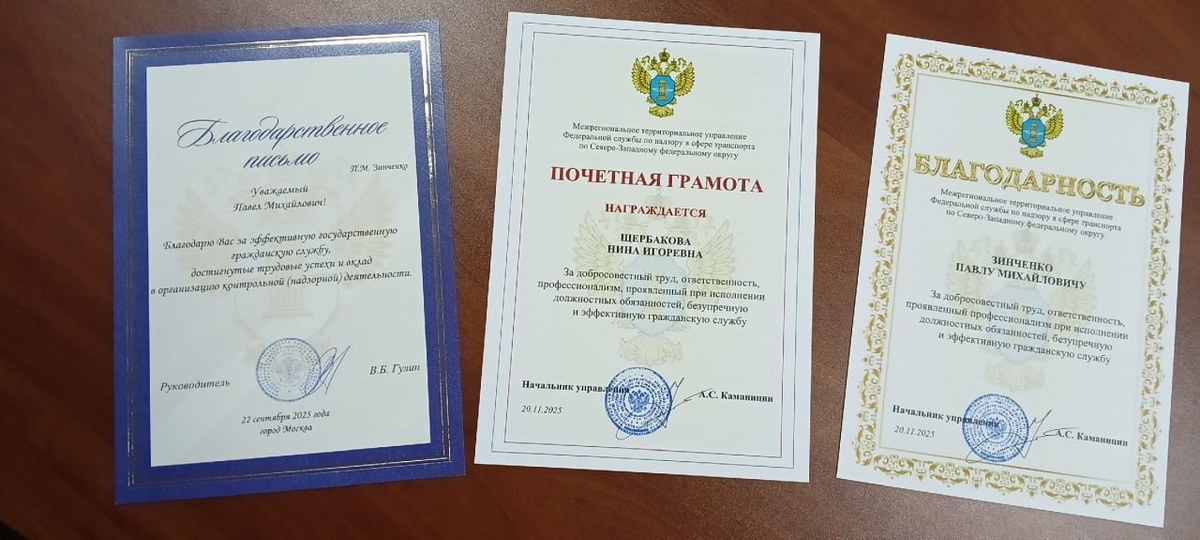 Благодарственное
письмо
П.М. Зинченко
Уважаемый
Павел Михайлович!
Благодарю Вас за эффективную государственную
гражданскую службу,
достигнутые трудовые успехи и вклад
в организацию контрольной (надзорной) деятельности.
Руководитель
В.Б. Гулин
22 сентября 2025 года
город Москва
Межрегиональное территориальное управление
Федеральной службы по надзору в сфере транспорта
по Северо-Западному федеральному округу
ПОЧЕТНАЯ ГРАМОТА
НАГРАЖДАЕТСЯ
ЩЕРБАКОВА
НИНА ИГОРЕВНА
За добросовестный труд, ответственность,
профессионализм, проявленный при исполнении
должностных обязанностей, безупречную
и эффективную гражданскую службу
Начальник управления
А.С. Каманицин
20.11.2025
БЛАГОДАРНОСТЬ
Межрегиональное территориальное управление
Федеральной службы по надзору в сфере транспорта
по Северо-Западному федеральному округу
ЗИНЧЕНКО
ПАВЛУ МИХАЙЛОВИЧУ
За добросовестный труд, ответственность,
проявленный профессионализм при исполнении
должностных обязанностей, безупречную
и эффективную гражданскую службу
Начальник управления
А.С. Каманицин
20.11.2025